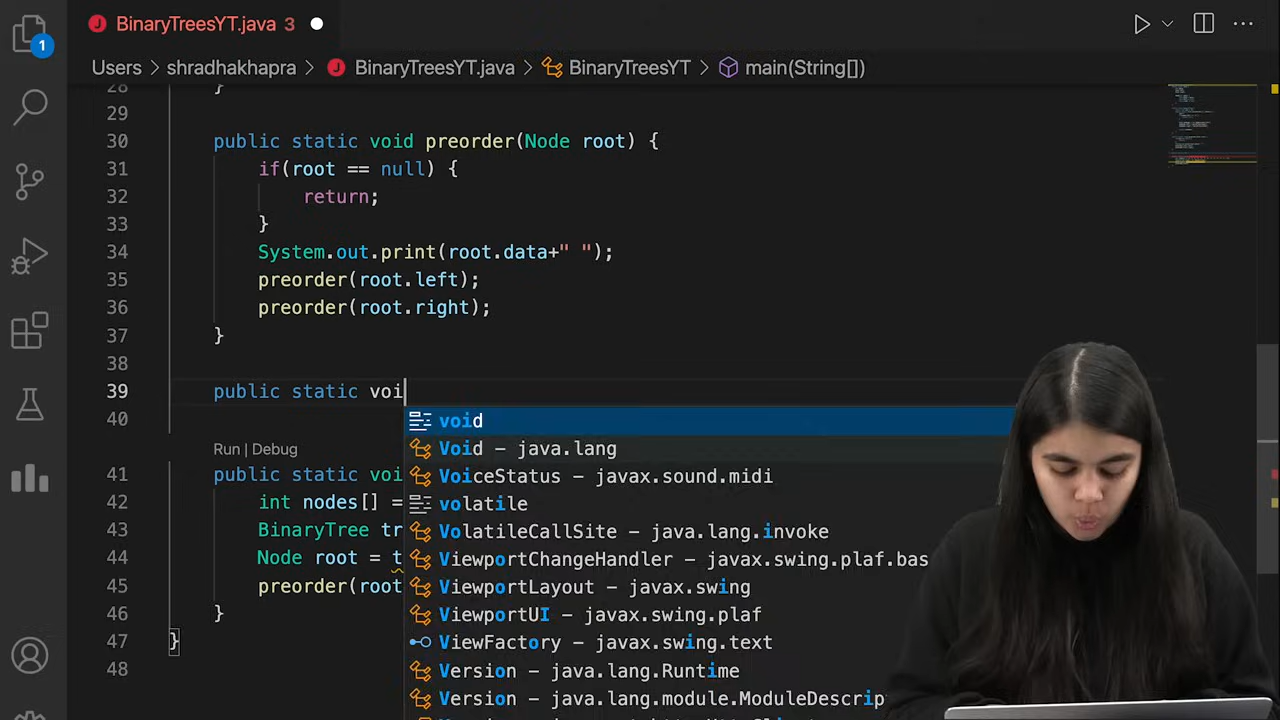 1
BinaryTreesYT.java 3
Users > shradhakhapra > BinaryTreesYT.java > BinaryTreesYT > main(String[])
28 }
29
30 public static void preorder(Node root) {
31 if(root == null) {
32 return;
33 }
34 System.out.print(root.data+" ");
35 preorder(root.left);
36 preorder(root.right);
37 }
38
39 public static voi
40
void
Void – java.lang
VoiceStatus – javax.sound.midi
volatile
VolatileCallSite – java.lang.invoke
ViewportChangeHandler – javax.swing.plaf.bas
ViewportLayout – javax.swing
ViewportUI – javax.swing.plaf
ViewFactory – javax.swing.text
Version – java.lang.Runtime
Version – java.lang.module.ModuleDescrip
Run | Debug
41 public static voi
42 int nodes[] =
43 BinaryTree tr
44 Node root = t
45 preorder(root
46 }
47 }
48